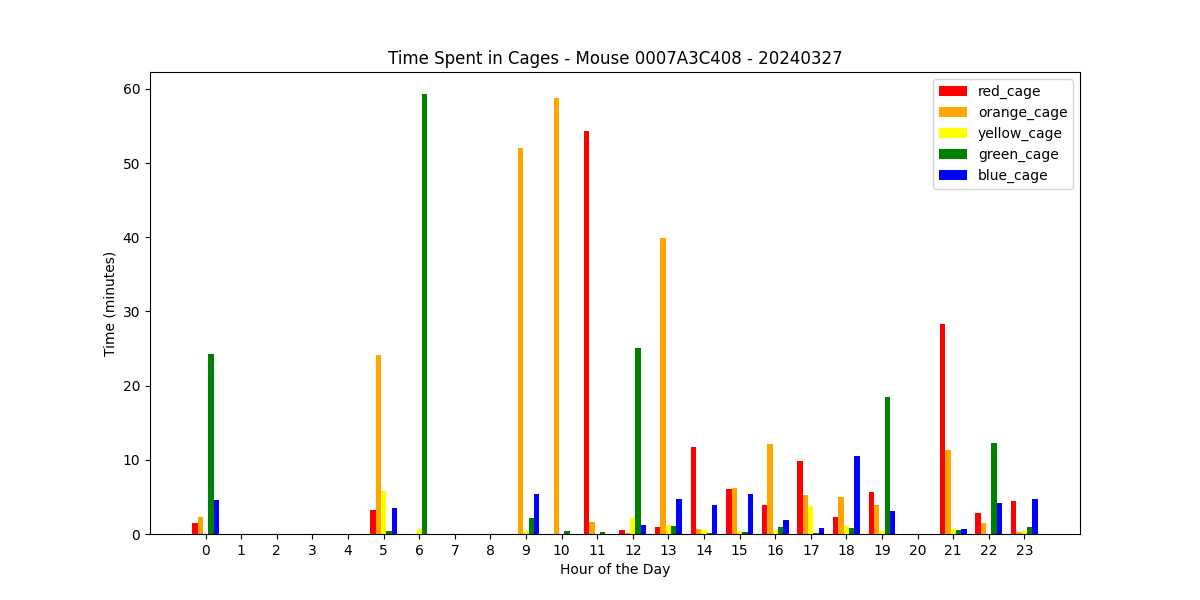 Time Spent in Cages - Mouse 0007A3C408 - 20240327
red_cage
orange_cage
yellow_cage
green_cage
blue_cage
60
50
40
30
20
10
0
Time (minutes)
0 1 2 3 4 5 6 7 8 9 10 11 12 13 14 15 16 17 18 19 20 21 22 23
Hour of the Day